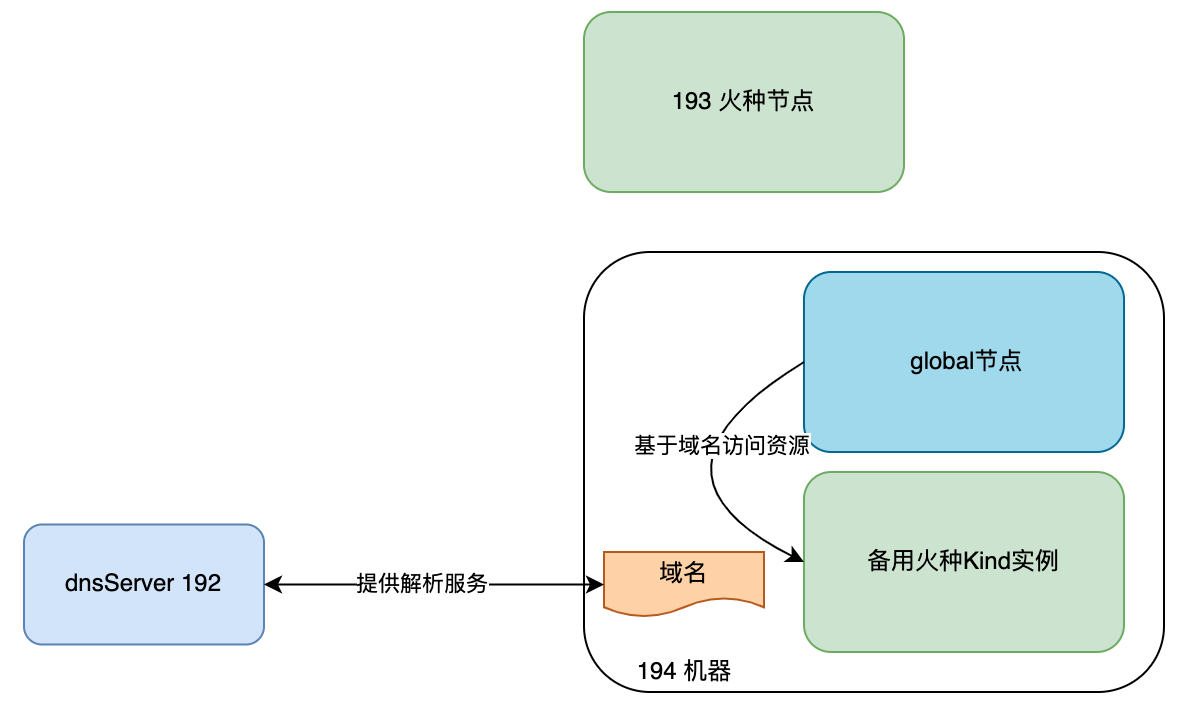 193 火种节点
global节点
基于域名访问资源
备用火种Kind实例
域名
提供解析服务
dnsServer 192
194 机器